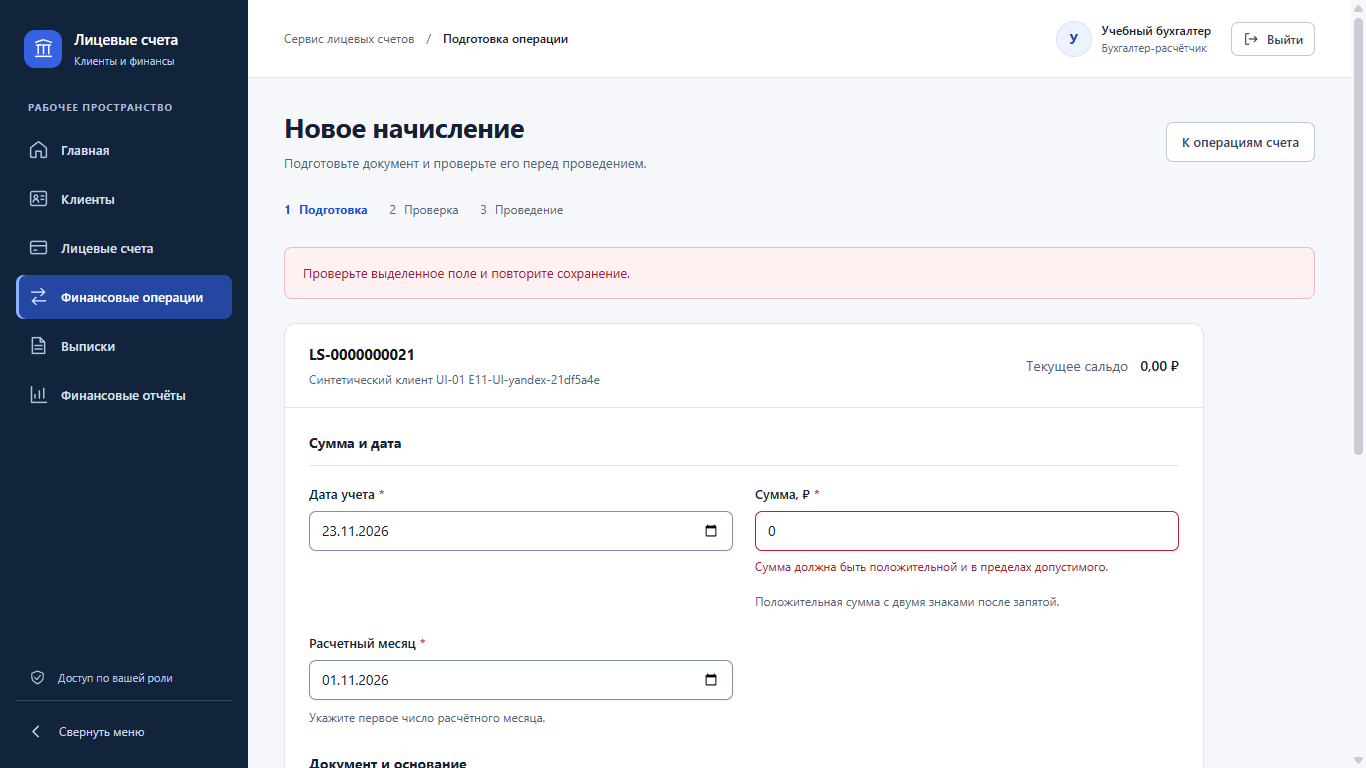 Лицевые счета
Клиенты и финансы
РАБОЧЕЕ ПРОСТРАНСТВО
Главная
Клиенты
Лицевые счета
Финансовые операции
Выписки
Финансовые отчёты
Доступ по вашей роли
Свернуть меню
Сервис лицевых счетов / Подготовка операции
У
Учебный бухгалтер
Бухгалтер-расчётчик
Выйти
Новое начисление
Подготовьте документ и проверьте его перед проведением.
К операциям счета
1 Подготовка 2 Проверка 3 Проведение
Проверьте выделенное поле и повторите сохранение.
LS-0000000021
Синтетический клиент UI-01 E11-UI-yandex-21df5a4e
Текущее сальдо 0,00 ₽
Сумма и дата
Дата учета * Сумма, ₽ *
23.11.2026 0
Сумма должна быть положительной и в пределах допустимого.
Положительная сумма с двумя знаками после запятой.
Расчетный месяц *
01.11.2026
Укажите первое число расчётного месяца.
Документ и основание